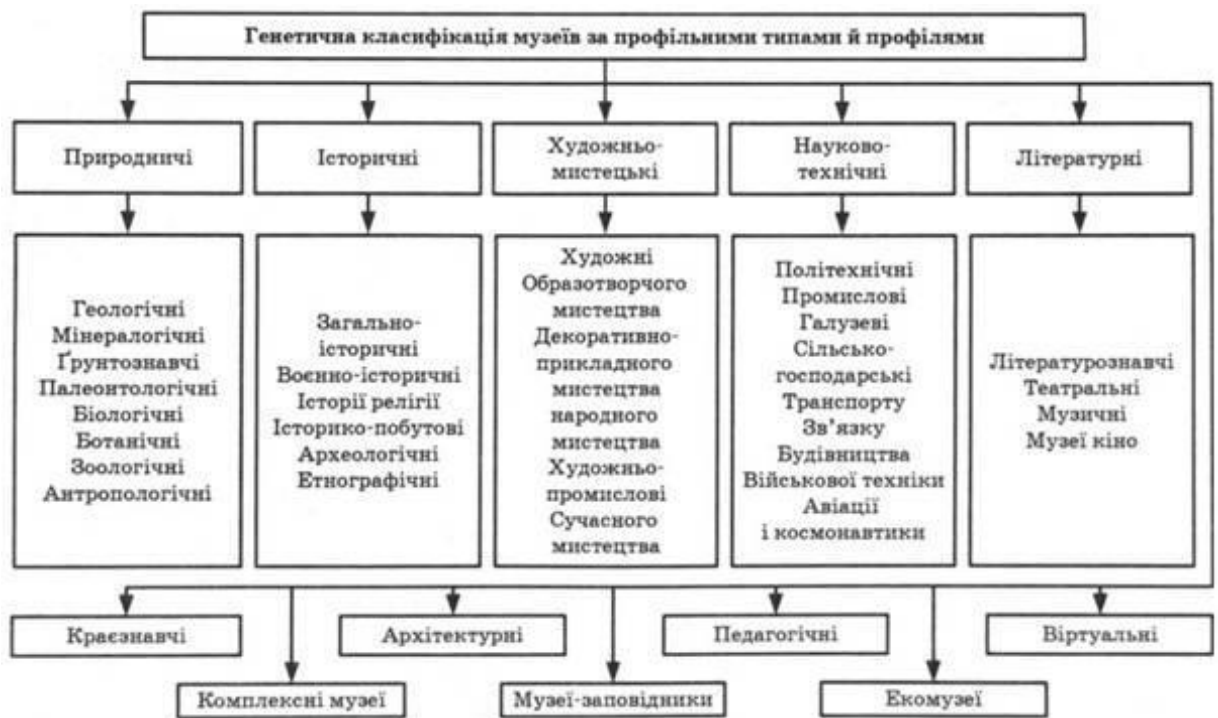 Генетична класифікація музеїв за профільними типами й профілями
Природничі
Історичні
Художньо-
мистецькі
Науково-
технічні
Літературні
Геологічні
Мінералогічні
Ґрунтознавчі
Палеонтологічні
Біологічні
Ботанічні
Зоологічні
Антропологічні
Загально-
історичні
Воєнно-історичні
Історії релігії
Історико-побутові
Археологічні
Етнографічні
Художні
Образотворчого
мистецтва
Декоративно-
прикладного
мистецтва
народного
мистецтва
Художньо-
промислові
Сучасного
мистецтва
Політехнічні
Промислові
Галузеві
Сільсько-
господарські
Транспорту
Зв’язку
Будівництва
Військової техніки
Авіації
і космонавтики
Літературознавчі
Театральні
Музичні
Музеї кіно
Краєзнавчі
Архітектурні
Педагогічні
Віртуальні
Комплексні музеї
Музеї-заповідники
Екомузеї